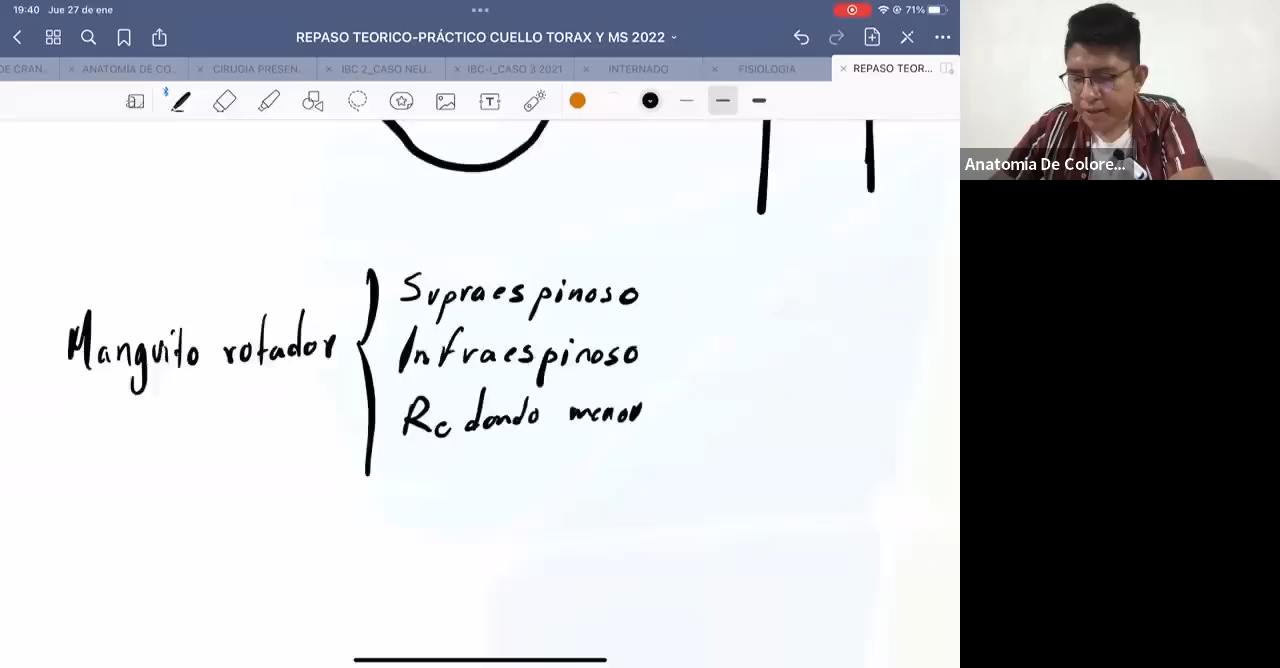 19:40 Jue 27 de ene
71%
REPASO TEORICO-PRÁCTICO CUELLO TORAX Y MS 2022
DE CRAN...
ANATOMÍA DE CO...
CIRUGIA PRESEN...
IBC 2_CASO NEU...
IBC-I_CASO 3 2021
INTERNADO
FISIOLOGIA
REPASO TEOR...
Anatomia De Colore...
Supraespinoso
Manguito rotador
Infraespinoso
Redondo menor